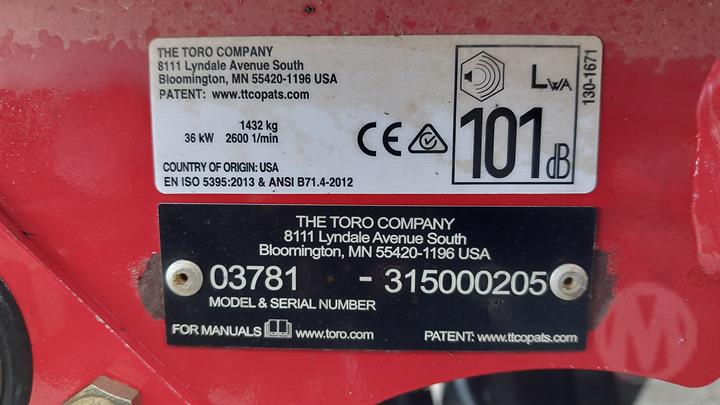 THE TORO COMPANY
8111 Lyndale Avenue South
Bloomington, MN 55420-1196 USA
PATENT: www.ttcopats.com
1432 kg
36 kW 2600 1/min
COUNTRY OF ORIGIN: USA
EN ISO 5395:2013 & ANSI B71.4-2012
CE
LWA
101 dB
130-1671
THE TORO COMPANY
8111 Lyndale Avenue South
Bloomington, MN 55420-1196 USA
03781 - 315000205
MODEL & SERIAL NUMBER
FOR MANUALS www.toro.com
PATENT: www.ttcopats.com
M